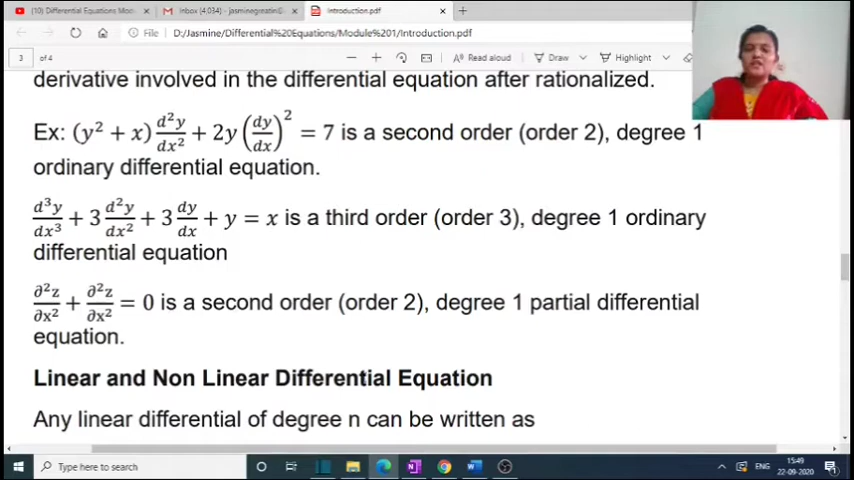 (10) Differential Equations Mod
Inbox (4,034) - jasminegreatin@
Introduction.pdf
File
D:/Jasmine/Differential%20Equations/Module%201/Introduction.pdf
3 of 4
Read aloud
Draw
Highlight
derivative involved in the differential equation after rationalized.
Ex: (y² + x) d²y/dx² + 2y (dy/dx)² = 7 is a second order (order 2), degree 1
ordinary differential equation.
d³y/dx³ + 3 d²y/dx² + 3 dy/dx + y = x is a third order (order 3), degree 1 ordinary
differential equation
∂²z/∂x² + ∂²z/∂x² = 0 is a second order (order 2), degree 1 partial differential
equation.
Linear and Non Linear Differential Equation
Any linear differential of degree n can be written as
Type here to search
ENG
15:49
22-09-2020